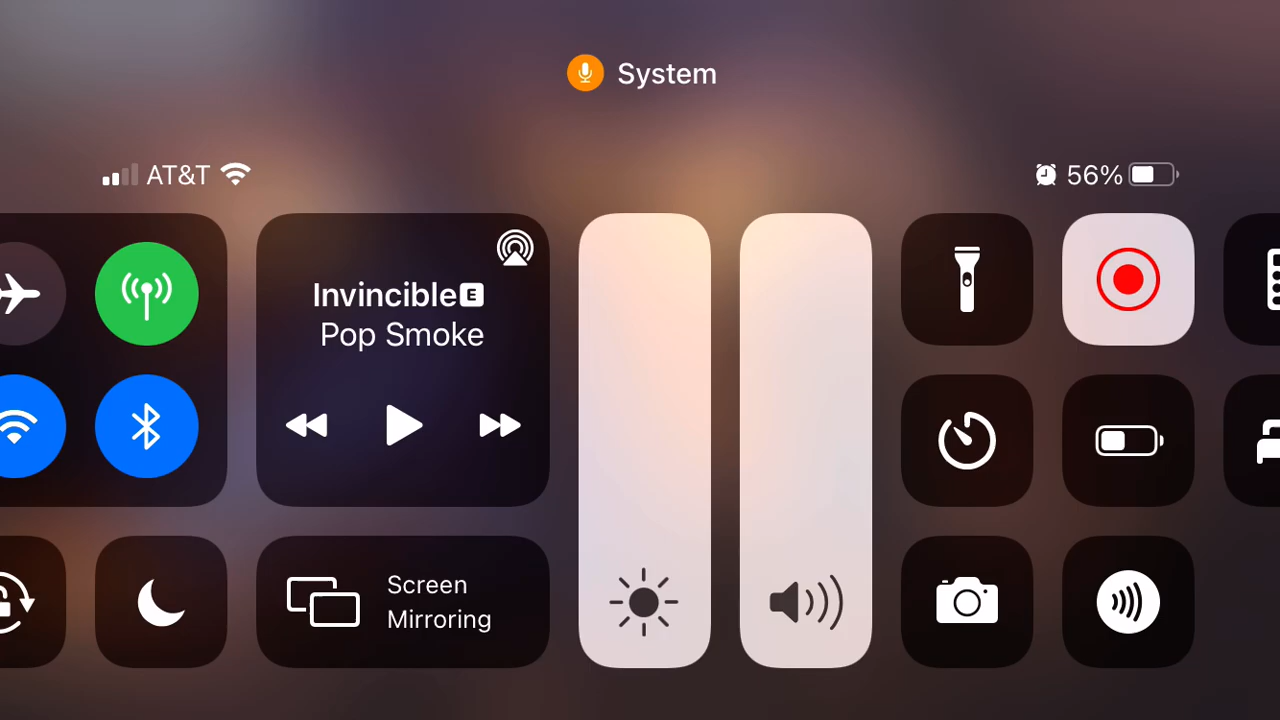 System
AT&T
56%
Invincible E
Pop Smoke
Screen
Mirroring